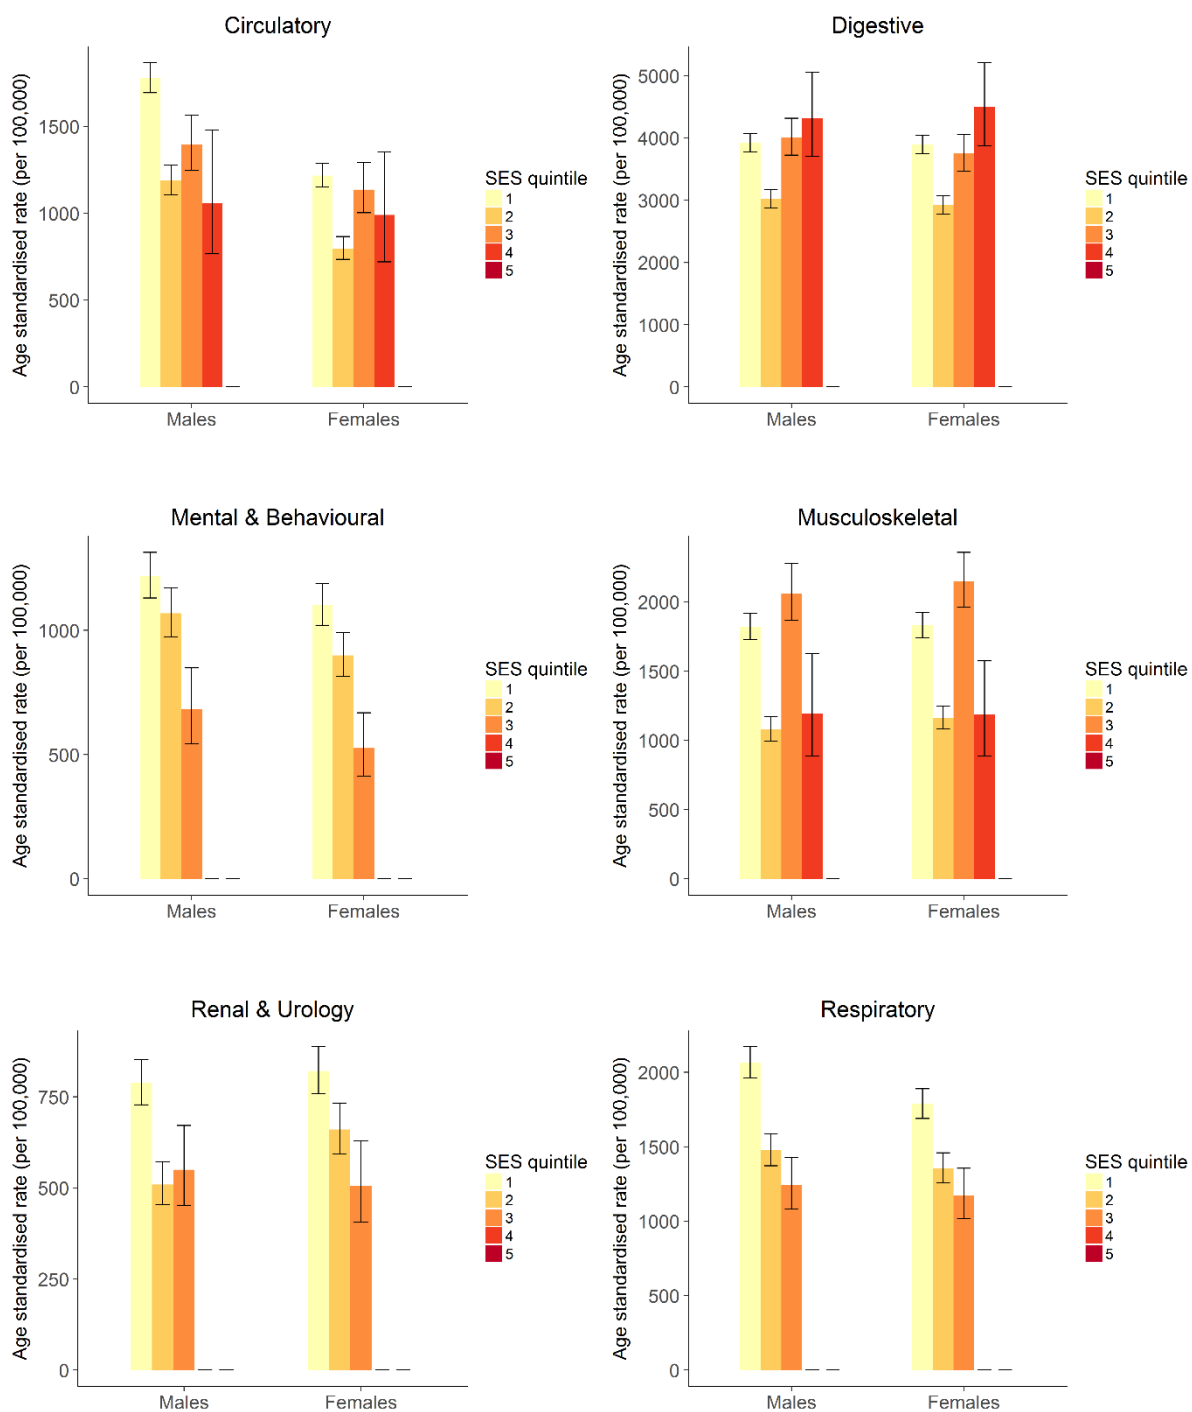 Circulatory
Age standardised rate (per 100,000)
1500
1000
500
0
Males
Females
SES quintile
1
2
3
4
5
Digestive
Age standardised rate (per 100,000)
5000
4000
3000
2000
1000
0
Males
Females
SES quintile
1
2
3
4
5
Mental & Behavioural
Age standardised rate (per 100,000)
1000
500
0
Males
Females
SES quintile
1
2
3
4
5
Musculoskeletal
Age standardised rate (per 100,000)
2000
1500
1000
500
0
Males
Females
SES quintile
1
2
3
4
5
Renal & Urology
Age standardised rate (per 100,000)
750
500
250
0
Males
Females
SES quintile
1
2
3
4
5
Respiratory
Age standardised rate (per 100,000)
2000
1500
1000
500
0
Males
Females
SES quintile
1
2
3
4
5